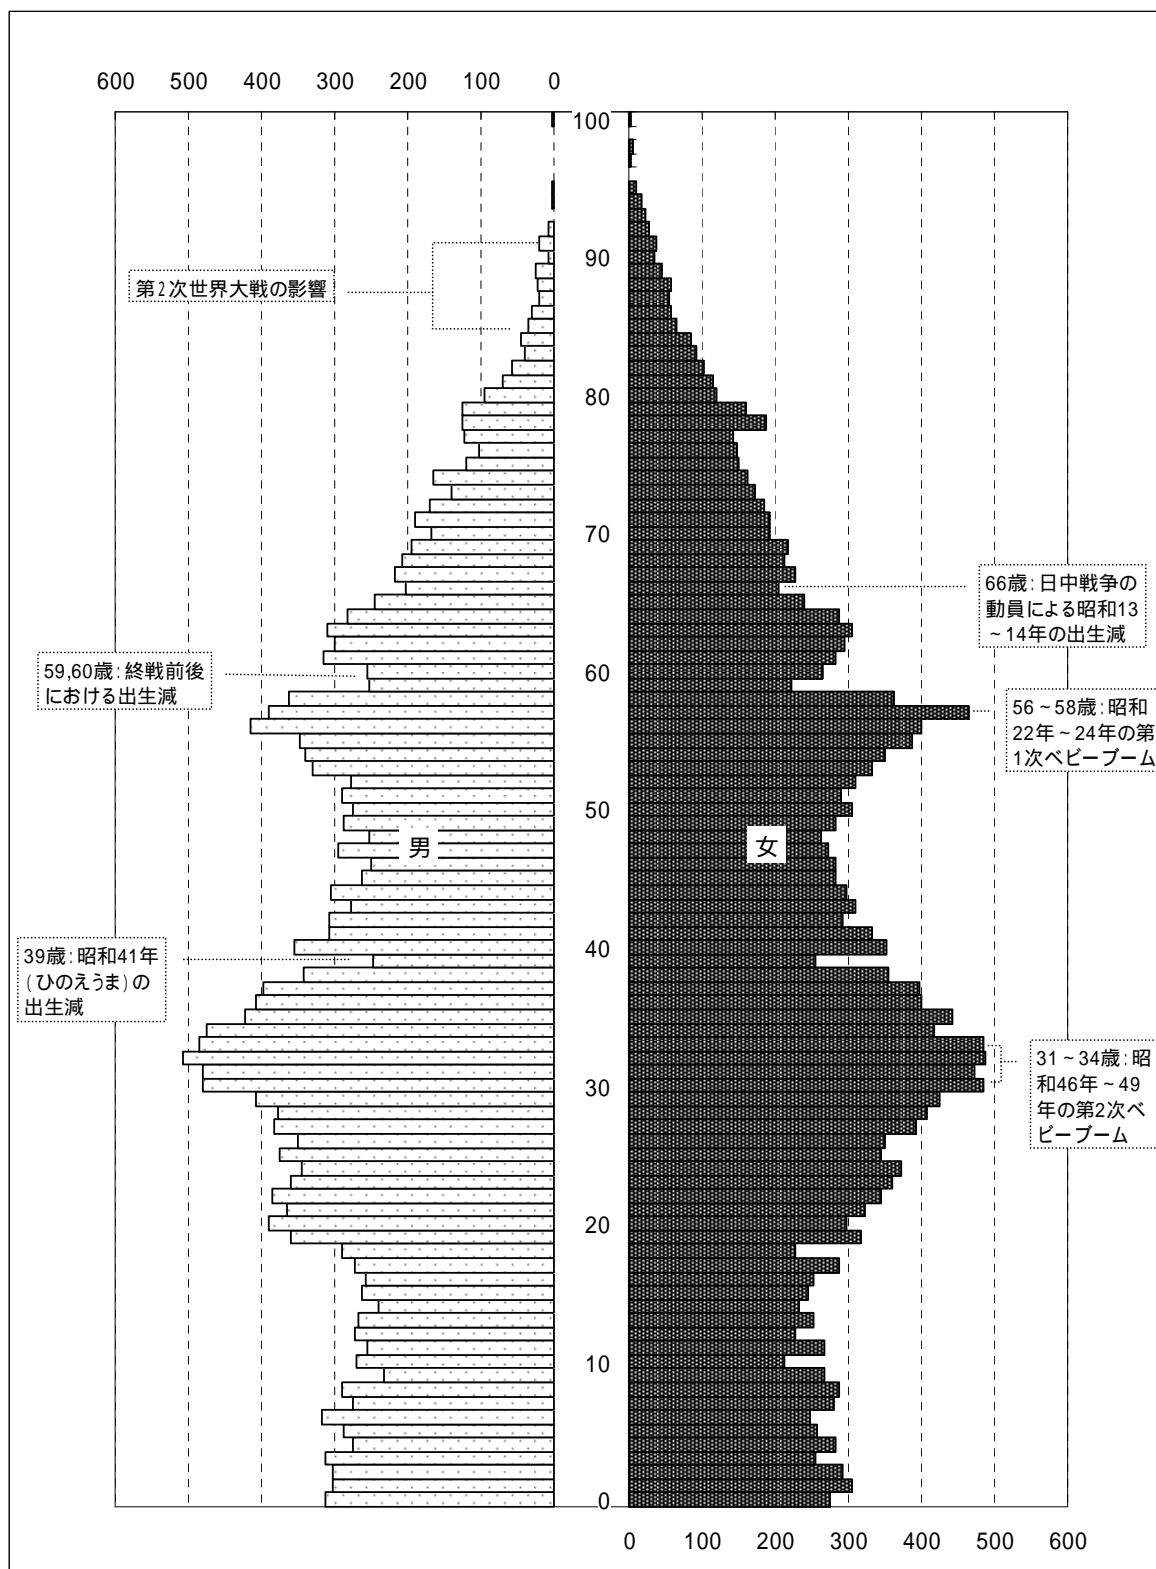 600 500 400 300 200 100 0
100
90
第2次世界大戦の影響
80
70
66歳:日中戦争の
動員による昭和13
~14年の出生減
59,60歳:終戦前後
における出生減
60
56~58歳:昭和
22年~24年の第
1次ベビーブーム
50
男
女
39歳:昭和41年
(ひのえうま)の
出生減
40
31~34歳:昭
和46年~49
年の第2次ベ
ビーブーム
30
20
10
0
0 100 200 300 400 500 600